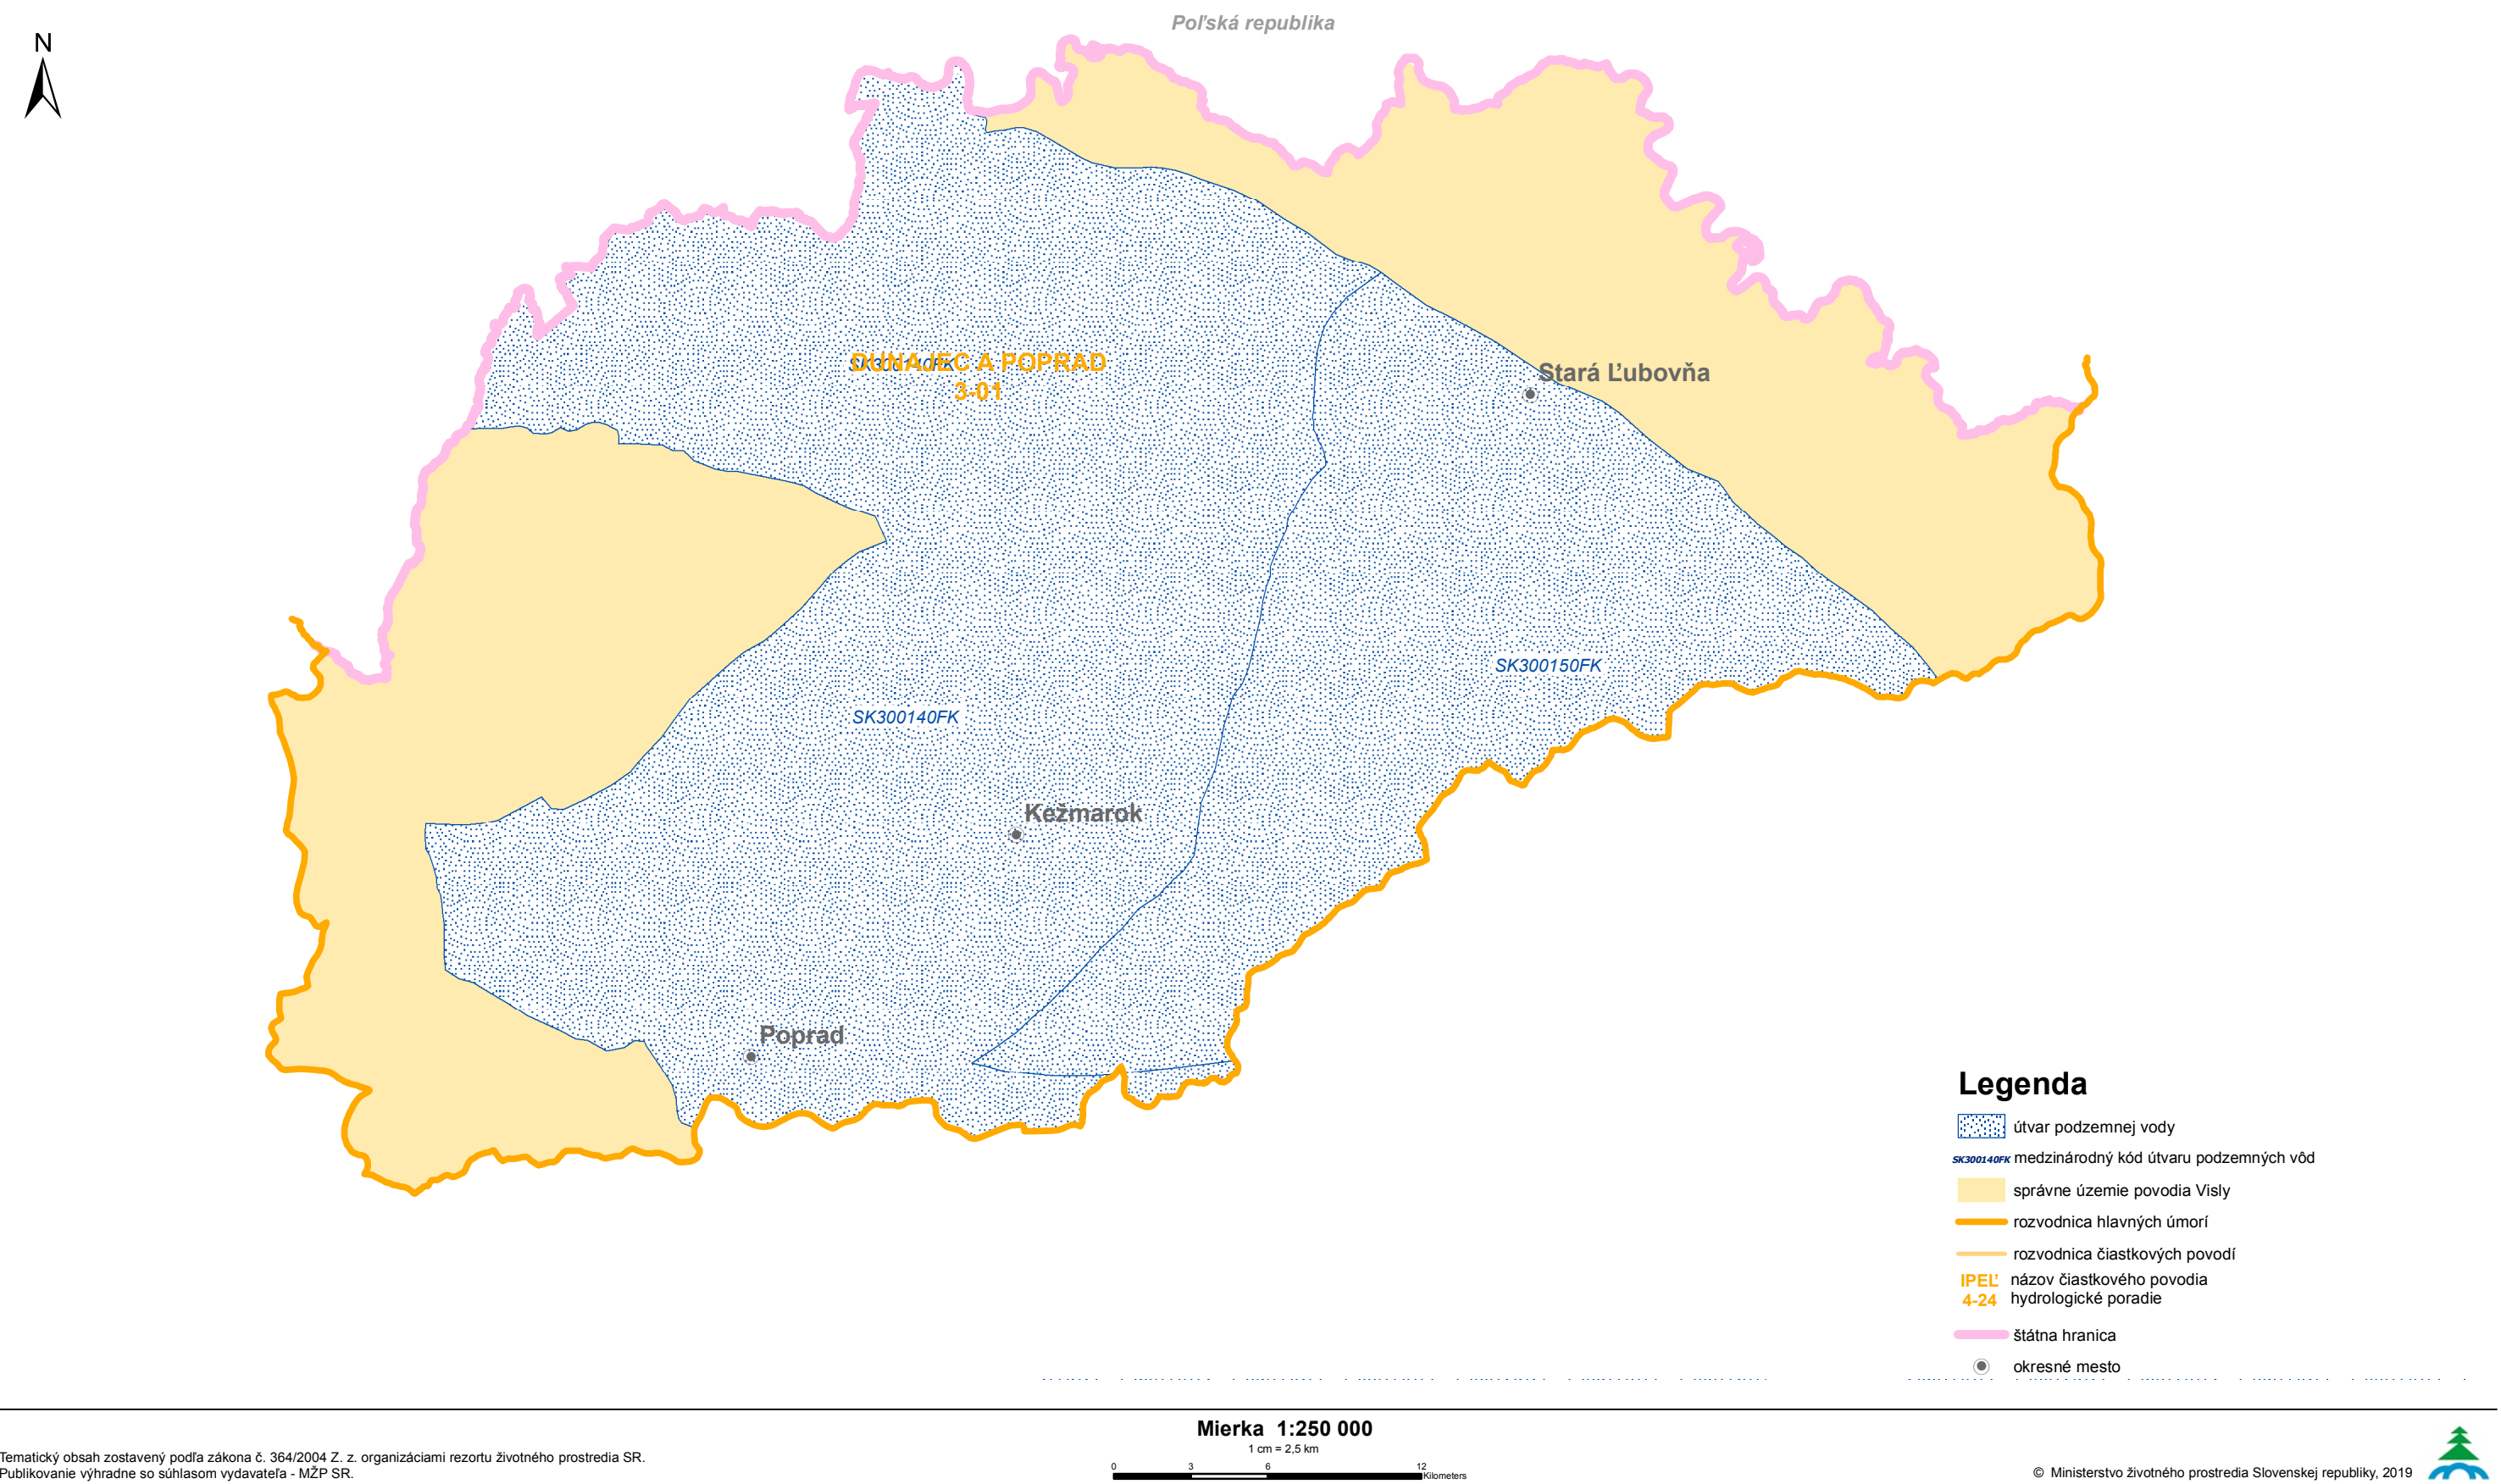 Poľská republika
N
DUNAJEC A POPRAD
3-01
Stará Ľubovňa
SK300150FK
SK300140FK
Kežmarok
Poprad
Legenda
útvar podzemnej vody
SK300140FK medzinárodný kód útvaru podzemných vôd
správne územie povodia Visly
rozvodnica hlavných úmorí
rozvodnica čiastkových povodí
IPEĽ názov čiastkového povodia
4-24 hydrologické poradie
štátna hranica
okresné mesto
Mierka 1:250 000
1 cm = 2,5 km
0 3 6 12
Kilometers
Tematický obsah zostavený podľa zákona č. 364/2004 Z. z. organizáciami rezortu životného prostredia SR.
Publikovanie výhradne so súhlasom vydavateľa - MŽP SR.
© Ministerstvo životného prostredia Slovenskej republiky, 2019